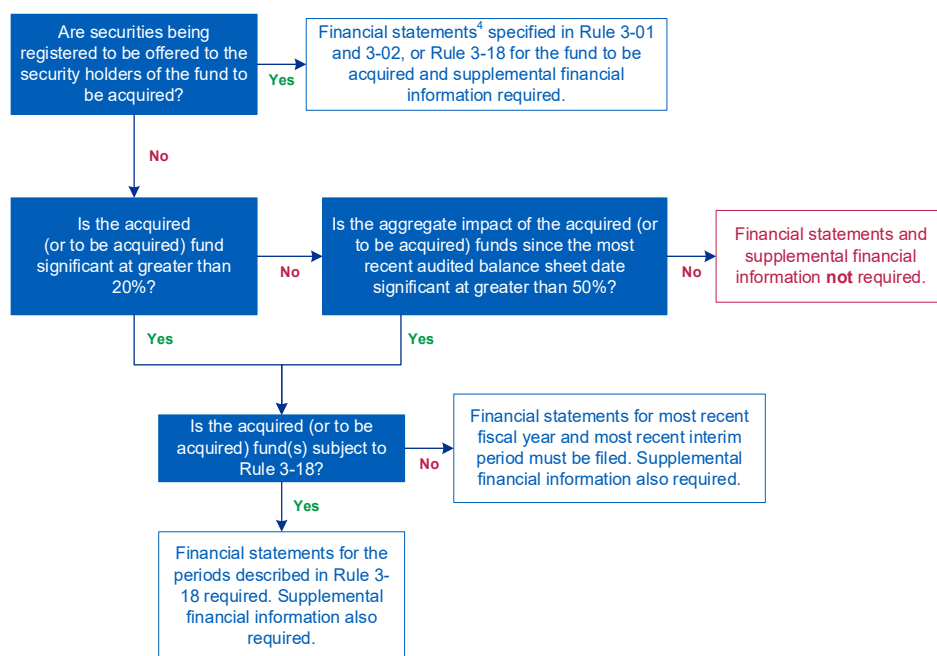 Are securities being
registered to be offered to the
security holders of the fund to
be acquired?
Yes
Financial statements⁴ specified in Rule 3-01
and 3-02, or Rule 3-18 for the fund to be
acquired and supplemental financial
information required.
No
Is the acquired
(or to be acquired) fund
significant at greater than
20%?
No
Is the aggregate impact of the acquired (or
to be acquired) funds since the most
recent audited balance sheet date
significant at greater than 50%?
No
Financial statements and
supplemental financial
information not required.
Yes
Yes
Is the acquired (or to be
acquired) fund(s) subject to
Rule 3-18?
No
Financial statements for most recent
fiscal year and most recent interim
period must be filed. Supplemental
financial information also required.
Yes
Financial statements for the
periods described in Rule 3-
18 required. Supplemental
financial information also
required.